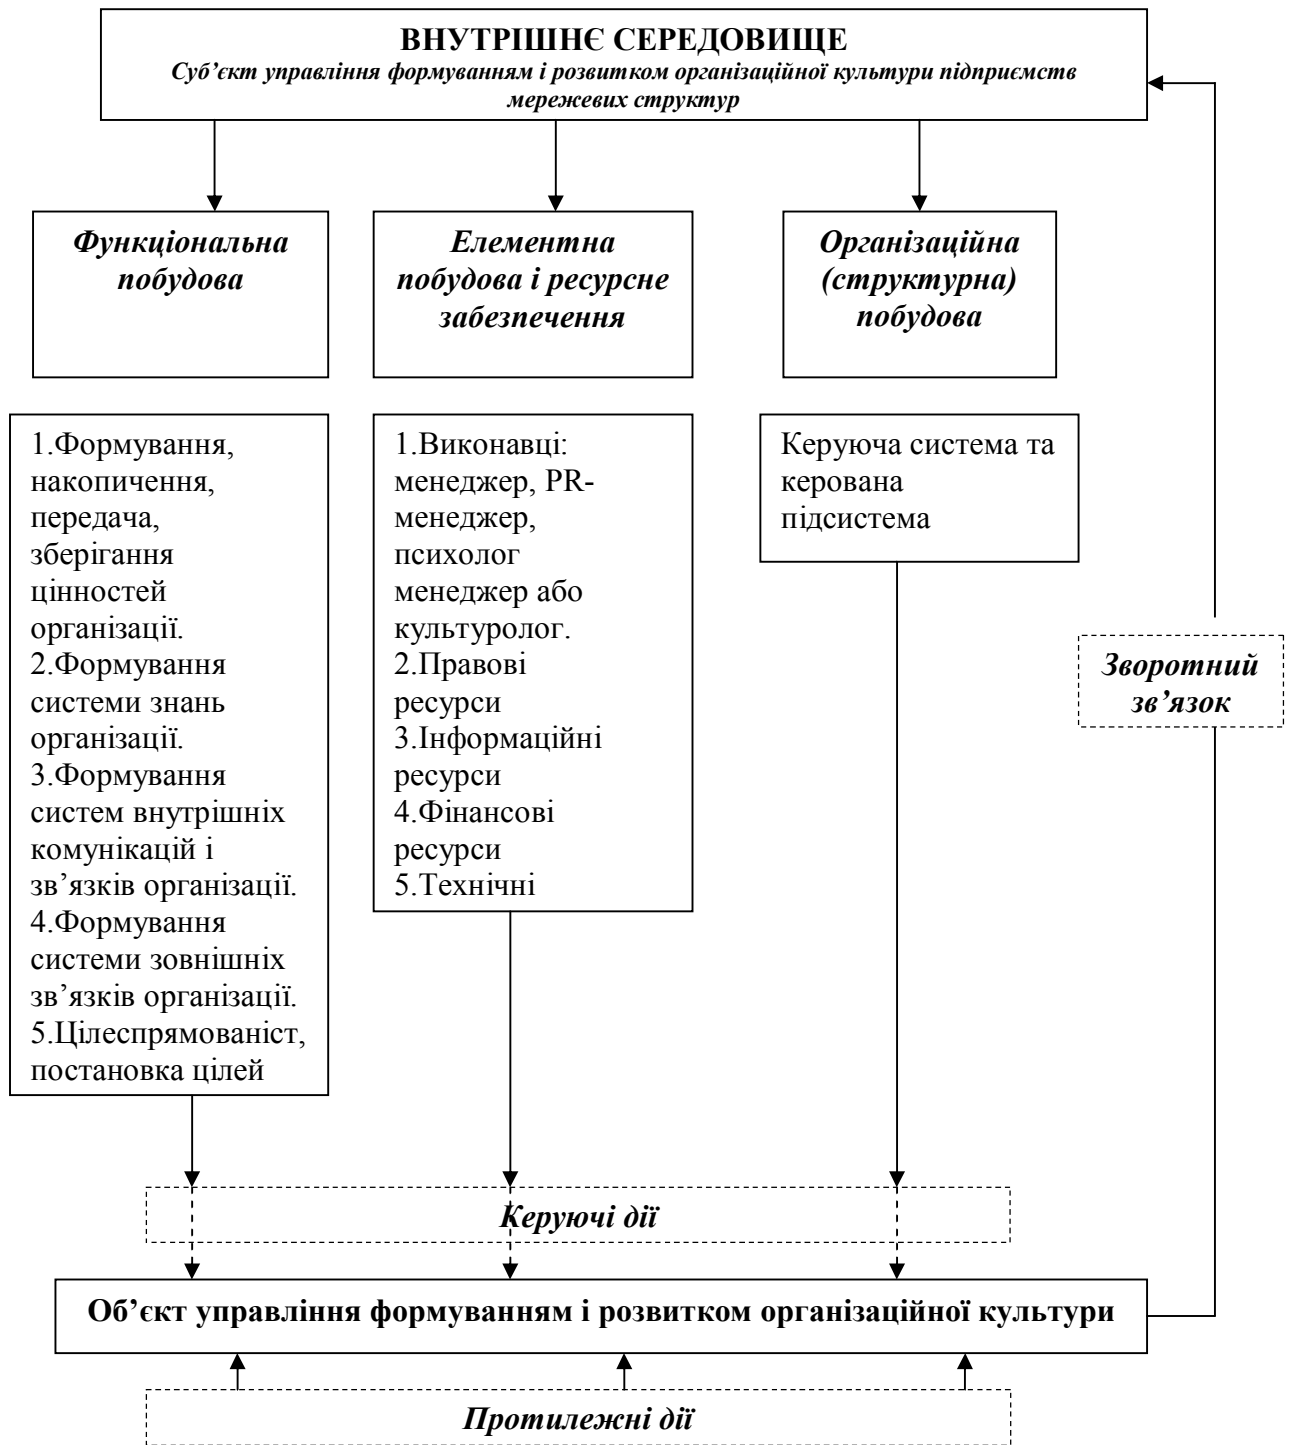 ВНУТРІШНЄ СЕРЕДОВИЩЕ
Суб’єкт управління формуванням і розвитком організаційної культури підприємств
мережевих структур
Функціональна
побудова
Елементна
побудова і ресурсне
забезпечення
Організаційна
(структурна)
побудова
1.Формування,
накопичення,
передача,
зберігання
цінностей
організації.
2.Формування
системи знань
організації.
3.Формування
систем внутрішніх
комунікацій і
зв’язків організації.
4.Формування
системи зовнішніх
зв’язків організації.
5.Цілеспрямованіст,
постановка цілей
1.Виконавці:
менеджер, PR-
менеджер,
психолог
менеджер або
культуролог.
2.Правові
ресурси
3.Інформаційні
ресурси
4.Фінансові
ресурси
5.Технічні
Керуюча система та
керована
підсистема
Зворотний
зв’язок
Керуючі дії
Об’єкт управління формуванням і розвитком організаційної культури
Протилежні дії